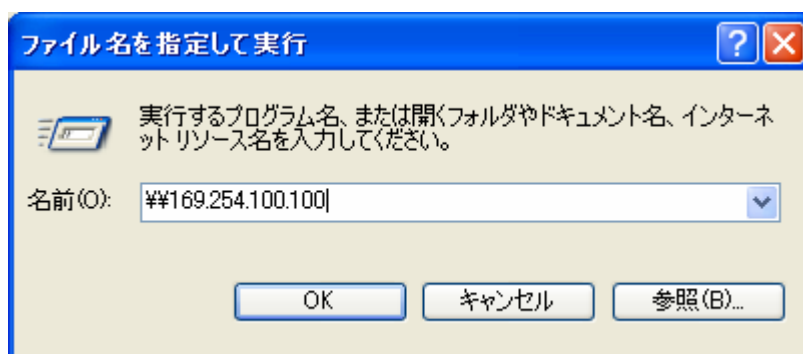 ファイル名を指定して実行
実行するプログラム名、または開くフォルダやドキュメント名、インターネ
ット リソース名を入力してください。
名前(O): ¥¥169.254.100.100
OK キャンセル 参照(B)...